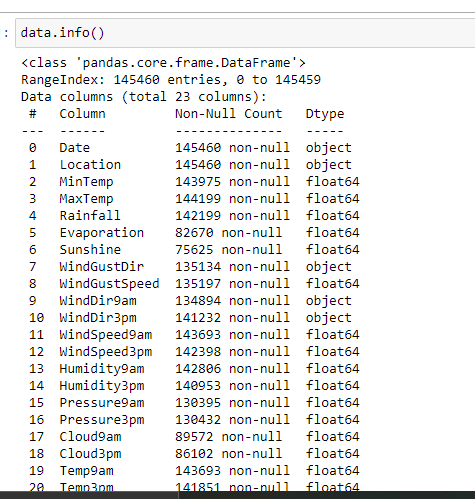 : data.info()
<class 'pandas.core.frame.DataFrame'>
RangeIndex: 145460 entries, 0 to 145459
Data columns (total 23 columns):
 #   Column         Non-Null Count   Dtype
---  ------         --------------   -----
 0   Date           145460 non-null  object
 1   Location       145460 non-null  object
 2   MinTemp        143975 non-null  float64
 3   MaxTemp        144199 non-null  float64
 4   Rainfall       142199 non-null  float64
 5   Evaporation    82670 non-null   float64
 6   Sunshine       75625 non-null   float64
 7   WindGustDir    135134 non-null  object
 8   WindGustSpeed  135197 non-null  float64
 9   WindDir9am     134894 non-null  object
 10  WindDir3pm     141232 non-null  object
 11  WindSpeed9am   143693 non-null  float64
 12  WindSpeed3pm   142398 non-null  float64
 13  Humidity9am    142806 non-null  float64
 14  Humidity3pm    140953 non-null  float64
 15  Pressure9am    130395 non-null  float64
 16  Pressure3pm    130432 non-null  float64
 17  Cloud9am       89572 non-null   float64
 18  Cloud3pm       86102 non-null   float64
 19  Temp9am        143693 non-null  float64
 20  Temp3pm        141851 non-null  float64